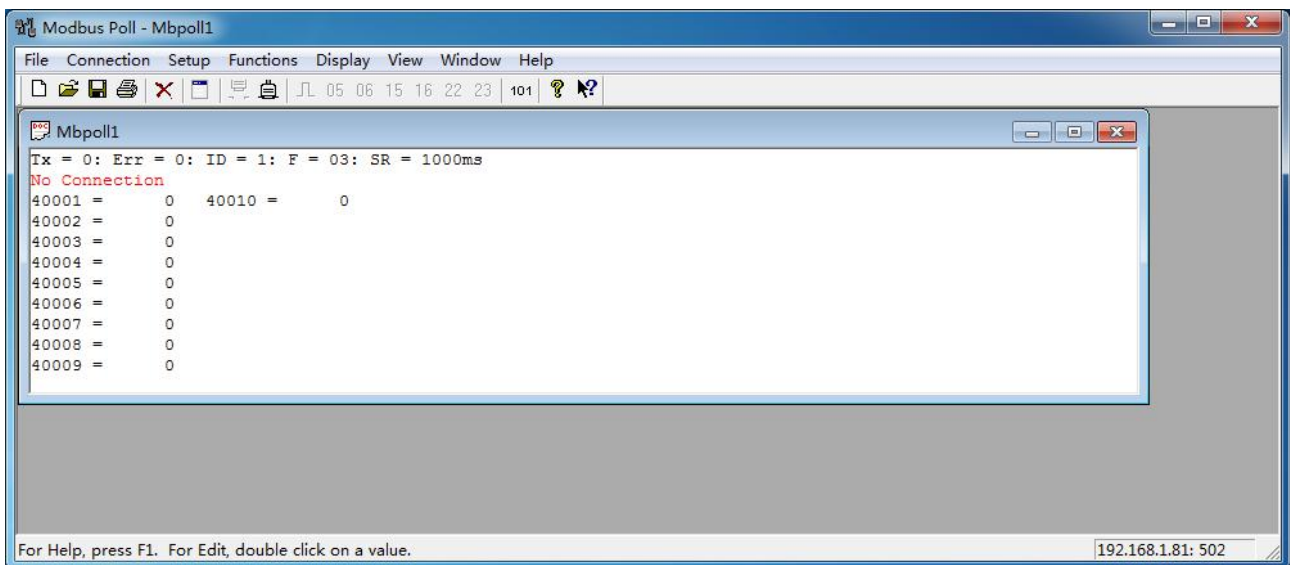 Modbus Poll - Mbpoll1
File Connection Setup Functions Display View Window Help
05 06 15 16 22 23 101
Mbpoll1
Tx = 0: Err = 0: ID = 1: F = 03: SR = 1000ms
No Connection
40001 = 0 40010 = 0
40002 = 0
40003 = 0
40004 = 0
40005 = 0
40006 = 0
40007 = 0
40008 = 0
40009 = 0
For Help, press F1. For Edit, double click on a value. 192.168.1.81: 502